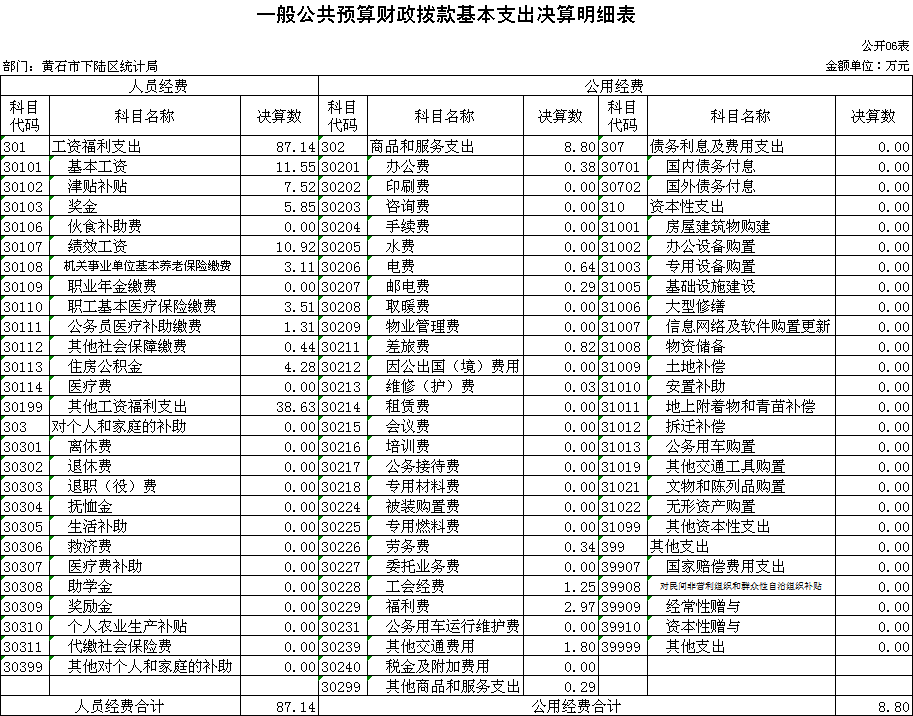 一般公共预算财政拨款基本支出决算明细表
公开06表
部门：黄石市下陆区统计局 金额单位：万元
人员经费 公用经费
科目代码 科目名称 决算数 科目代码 科目名称 决算数 科目代码 科目名称 决算数
301 工资福利支出 87.14 302 商品和服务支出 8.80 307 债务利息及费用支出 0.00
30101 基本工资 11.55 30201 办公费 0.38 30701 国内债务付息 0.00
30102 津贴补贴 7.52 30202 印刷费 0.00 30702 国外债务付息 0.00
30103 奖金 5.85 30203 咨询费 0.00 310 资本性支出 0.00
30106 伙食补助费 0.00 30204 手续费 0.00 31001 房屋建筑物购建 0.00
30107 绩效工资 10.92 30205 水费 0.00 31002 办公设备购置 0.00
30108 机关事业单位基本养老保险缴费 3.11 30206 电费 0.64 31003 专用设备购置 0.00
30109 职业年金缴费 0.00 30207 邮电费 0.29 31005 基础设施建设 0.00
30110 职工基本医疗保险缴费 3.51 30208 取暖费 0.00 31006 大型修缮 0.00
30111 公务员医疗补助缴费 1.31 30209 物业管理费 0.00 31007 信息网络及软件购置更新 0.00
30112 其他社会保障缴费 0.44 30211 差旅费 0.82 31008 物资储备 0.00
30113 住房公积金 4.28 30212 因公出国（境）费用 0.00 31009 土地补偿 0.00
30114 医疗费 0.00 30213 维修（护）费 0.03 31010 安置补助 0.00
30199 其他工资福利支出 38.63 30214 租赁费 0.00 31011 地上附着物和青苗补偿 0.00
303 对个人和家庭的补助 0.00 30215 会议费 0.00 31012 拆迁补偿 0.00
30301 离休费 0.00 30216 培训费 0.00 31013 公务用车购置 0.00
30302 退休费 0.00 30217 公务接待费 0.00 31019 其他交通工具购置 0.00
30303 退职（役）费 0.00 30218 专用材料费 0.00 31021 文物和陈列品购置 0.00
30304 抚恤金 0.00 30224 被装购置费 0.00 31022 无形资产购置 0.00
30305 生活补助 0.00 30225 专用燃料费 0.00 31099 其他资本性支出 0.00
30306 救济费 0.00 30226 劳务费 0.34 399 其他支出 0.00
30307 医疗费补助 0.00 30227 委托业务费 0.00 39907 国家赔偿费用支出 0.00
30308 助学金 0.00 30228 工会经费 1.25 39908 对民间非营利组织和群众性自治组织补贴 0.00
30309 奖励金 0.00 30229 福利费 2.97 39909 经常性赠与 0.00
30310 个人农业生产补贴 0.00 30231 公务用车运行维护费 0.00 39910 资本性赠与 0.00
30311 代缴社会保险费 0.00 30239 其他交通费用 1.80 39999 其他支出 0.00
30399 其他对个人和家庭的补助 0.00 30240 税金及附加费用 0.00
30299 其他商品和服务支出 0.29
人员经费合计 87.14 公用经费合计 8.80